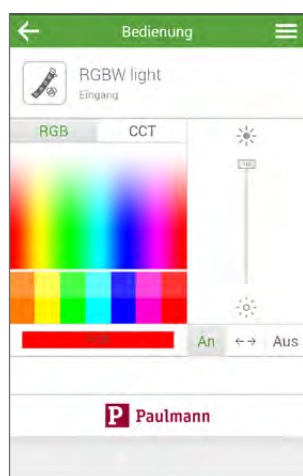 Bedienung
RGBW light
Eingang
RGB CCT
An Aus
P Paulmann